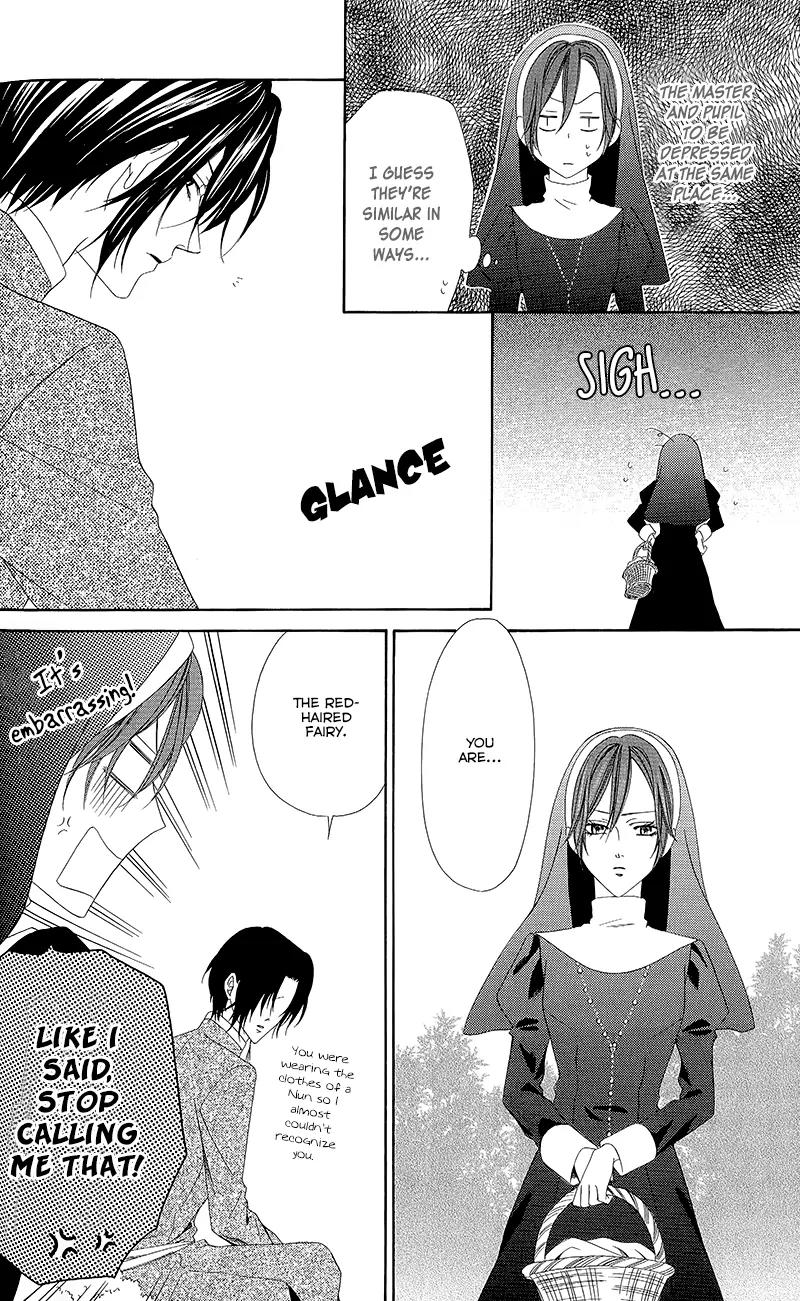 THE MASTER
AND PUPIL
TO BE
DEPRESSED
AT THE SAME
PLACE...
I GUESS
THEY'RE
SIMILAR IN
SOME
WAYS...
SIGH...
GLANCE
YOU
ARE...
THE RED-
HAIRED
FAIRY.
You were
wearing the
clothes of a
Nun so I
almost
couldn't
recognize
you.
It's
embarrassing!
LIKE I
SAID,
STOP
CALLING
ME THAT!